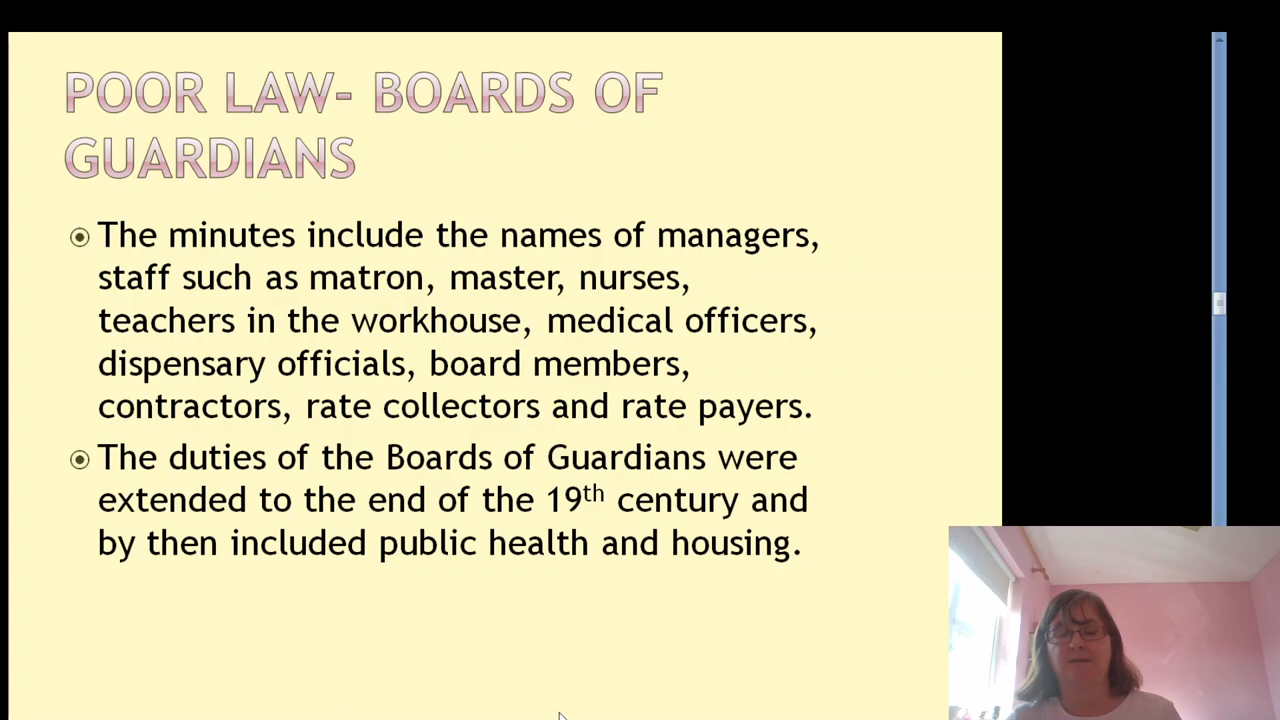 POOR LAW- BOARDS OF
GUARDIANS
The minutes include the names of managers,
staff such as matron, master, nurses,
teachers in the workhouse, medical officers,
dispensary officials, board members,
contractors, rate collectors and rate payers.
The duties of the Boards of Guardians were
extended to the end of the 19th century and
by then included public health and housing.